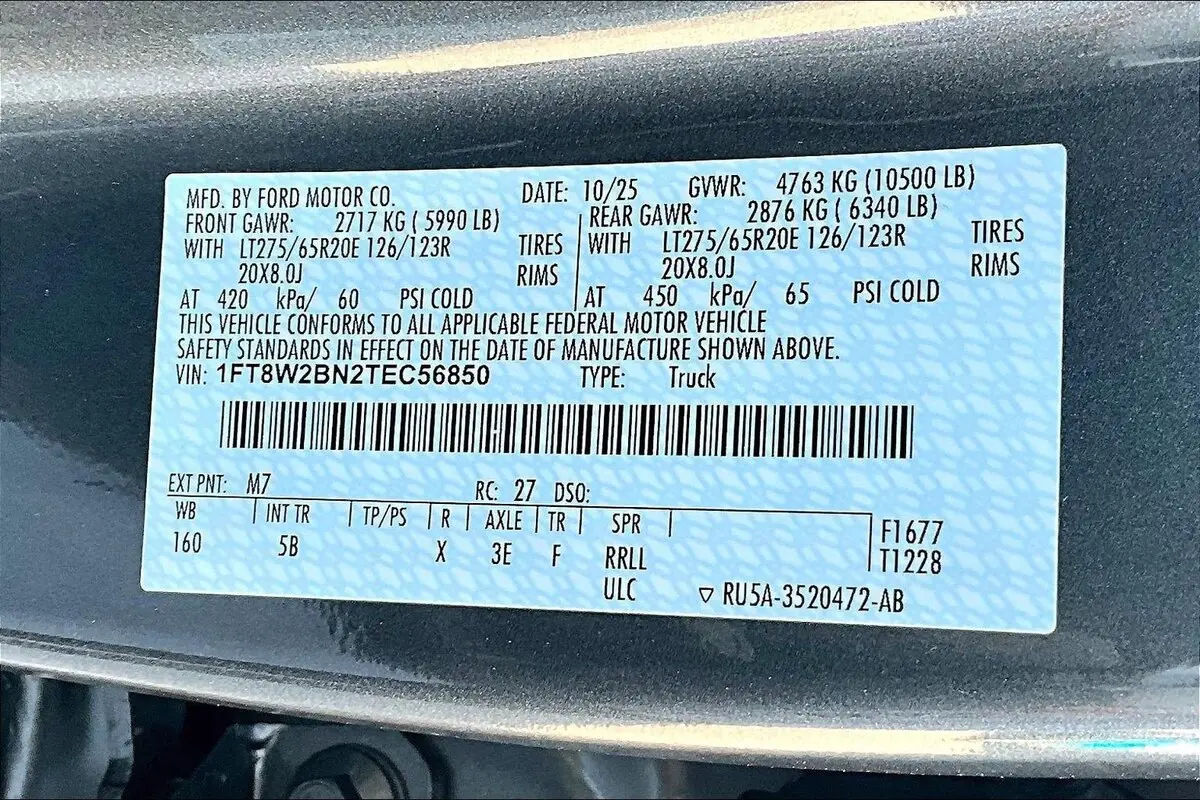 MFD. BY FORD MOTOR CO. DATE: 10/25 GVWR: 4763 KG (10500 LB)
FRONT GAWR: 2717 KG ( 5990 LB) REAR GAWR: 2876 KG ( 6340 LB)
WITH LT275/65R20E 126/123R TIRES WITH LT275/65R20E 126/123R TIRES
20X8.0J RIMS 20X8.0J RIMS
AT 420 kPa/ 60 PSI COLD AT 450 kPa/ 65 PSI COLD
THIS VEHICLE CONFORMS TO ALL APPLICABLE FEDERAL MOTOR VEHICLE
SAFETY STANDARDS IN EFFECT ON THE DATE OF MANUFACTURE SHOWN ABOVE.
VIN: 1FT8W2BN2TEC56850 TYPE: Truck
EXT PNT: M7 RC: 27 DSO:
WB INT TR TP/PS R AXLE TR SPR F1677
160 5B X 3E F RRLL T1228
ULC ▽ RU5A-3520472-AB